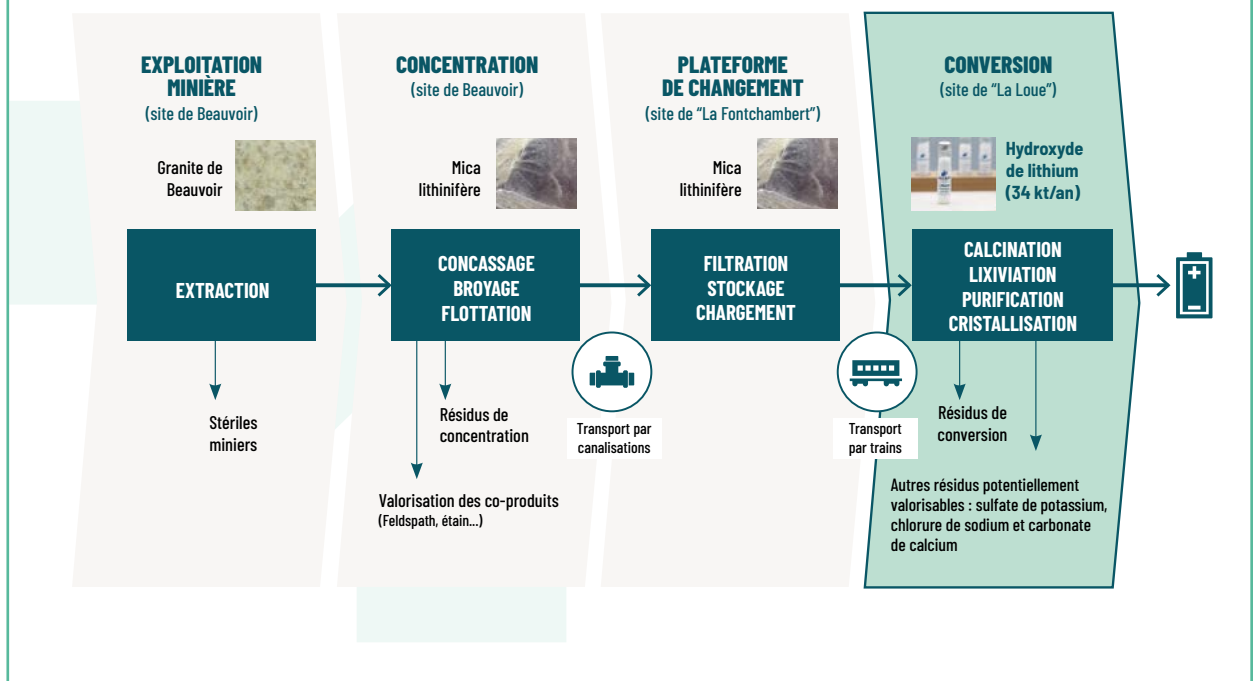 EXPLOITATION
MINIÈRE
(site de Beauvoir)
Granite de
Beauvoir
EXTRACTION
Stériles
miniers
CONCENTRATION
(site de Beauvoir)
Mica
lithinifère
CONCASSAGE
BROYAGE
FLOTTATION
Résidus de
concentration
Valorisation des co-produits
(Feldspath, étain...)
Transport par
canalisations
PLATEFORME
DE CHANGEMENT
(site de “La Fontchambert”)
Mica
lithinifère
FILTRATION
STOCKAGE
CHARGEMENT
Transport
par trains
CONVERSION
(site de “La Loue”)
Hydroxyde
de lithium
(34 kt/an)
CALCINATION
LIXIVIATION
PURIFICATION
CRISTALLISATION
Résidus de
conversion
Autres résidus potentiellement
valorisables : sulfate de potassium,
chlorure de sodium et carbonate
de calcium